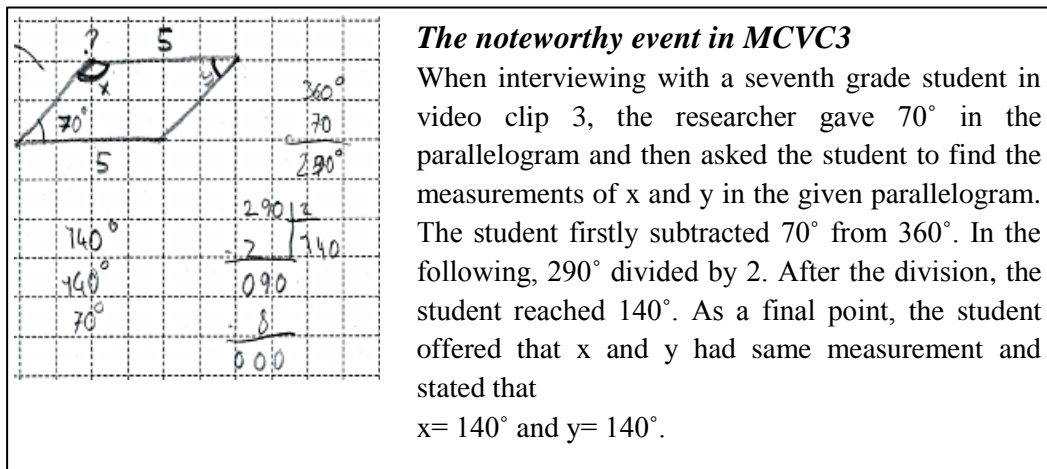 ? 5
x y
70°
5
360°
70
290°
290 2
2 140
090
8
000
140°
140°
70°
The noteworthy event in MCVC3
When interviewing with a seventh grade student in
video clip 3, the researcher gave 70˚ in the
parallelogram and then asked the student to find the
measurements of x and y in the given parallelogram.
The student firstly subtracted 70˚ from 360˚. In the
following, 290˚ divided by 2. After the division, the
student reached 140˚. As a final point, the student
offered that x and y had same measurement and
stated that
x= 140˚ and y= 140˚.